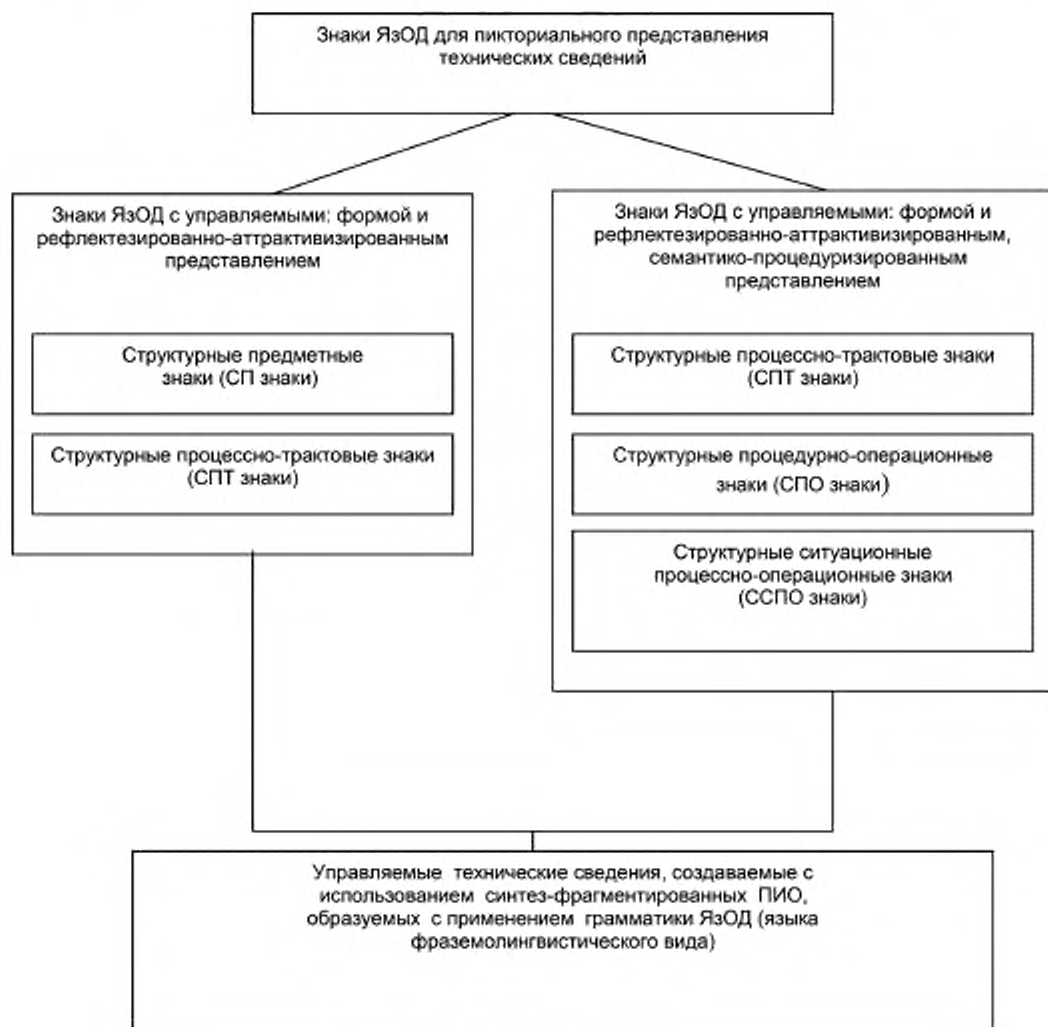 Знаки ЯзОД для пикториального представления
технических сведений
Знаки ЯзОД с управляемыми: формой и
рефлектезированно-аттрактивизированным
представлением
Структурные предметные
знаки (СП знаки)
Структурные процессно-трактовые знаки
(СПТ знаки)
Знаки ЯзОД с управляемыми: формой и
рефлектезированно-аттрактивизированным,
семантико-процедуризированным
представлением
Структурные процессно-трактовые знаки
(СПТ знаки)
Структурные процедурно-операционные
знаки (СПО знаки)
Структурные ситуационные
процессно-операционные знаки
(ССПО знаки)
Управляемые технические сведения, создаваемые с
использованием синтез-фрагментированных ПИО,
образуемых с применением грамматики ЯзОД (языка
фраземолингвистического вида)